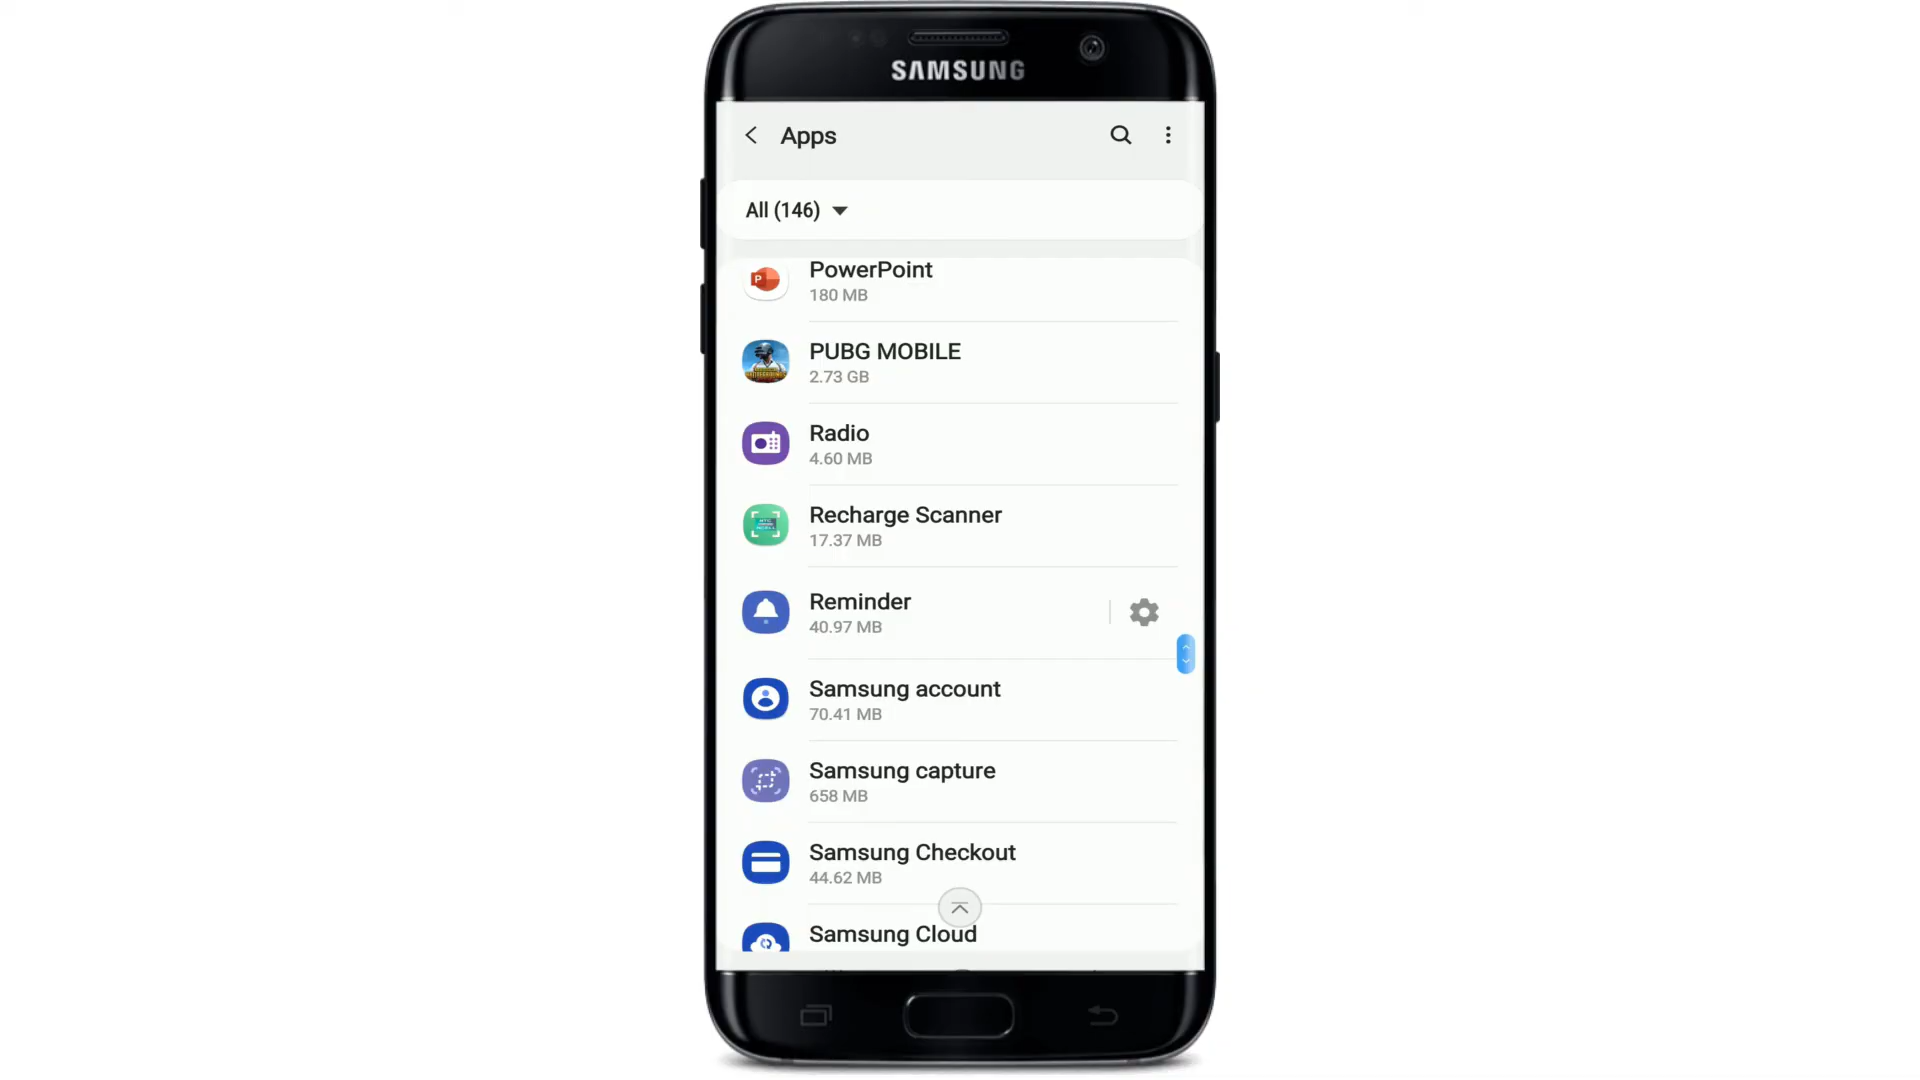 SAMSUNG
Apps
All (146)
PowerPoint
180 MB
PUBG MOBILE
2.73 GB
Radio
4.60 MB
Recharge Scanner
17.37 MB
Reminder
40.97 MB
Samsung account
70.41 MB
Samsung capture
658 MB
Samsung Checkout
44.62 MB
Samsung Cloud